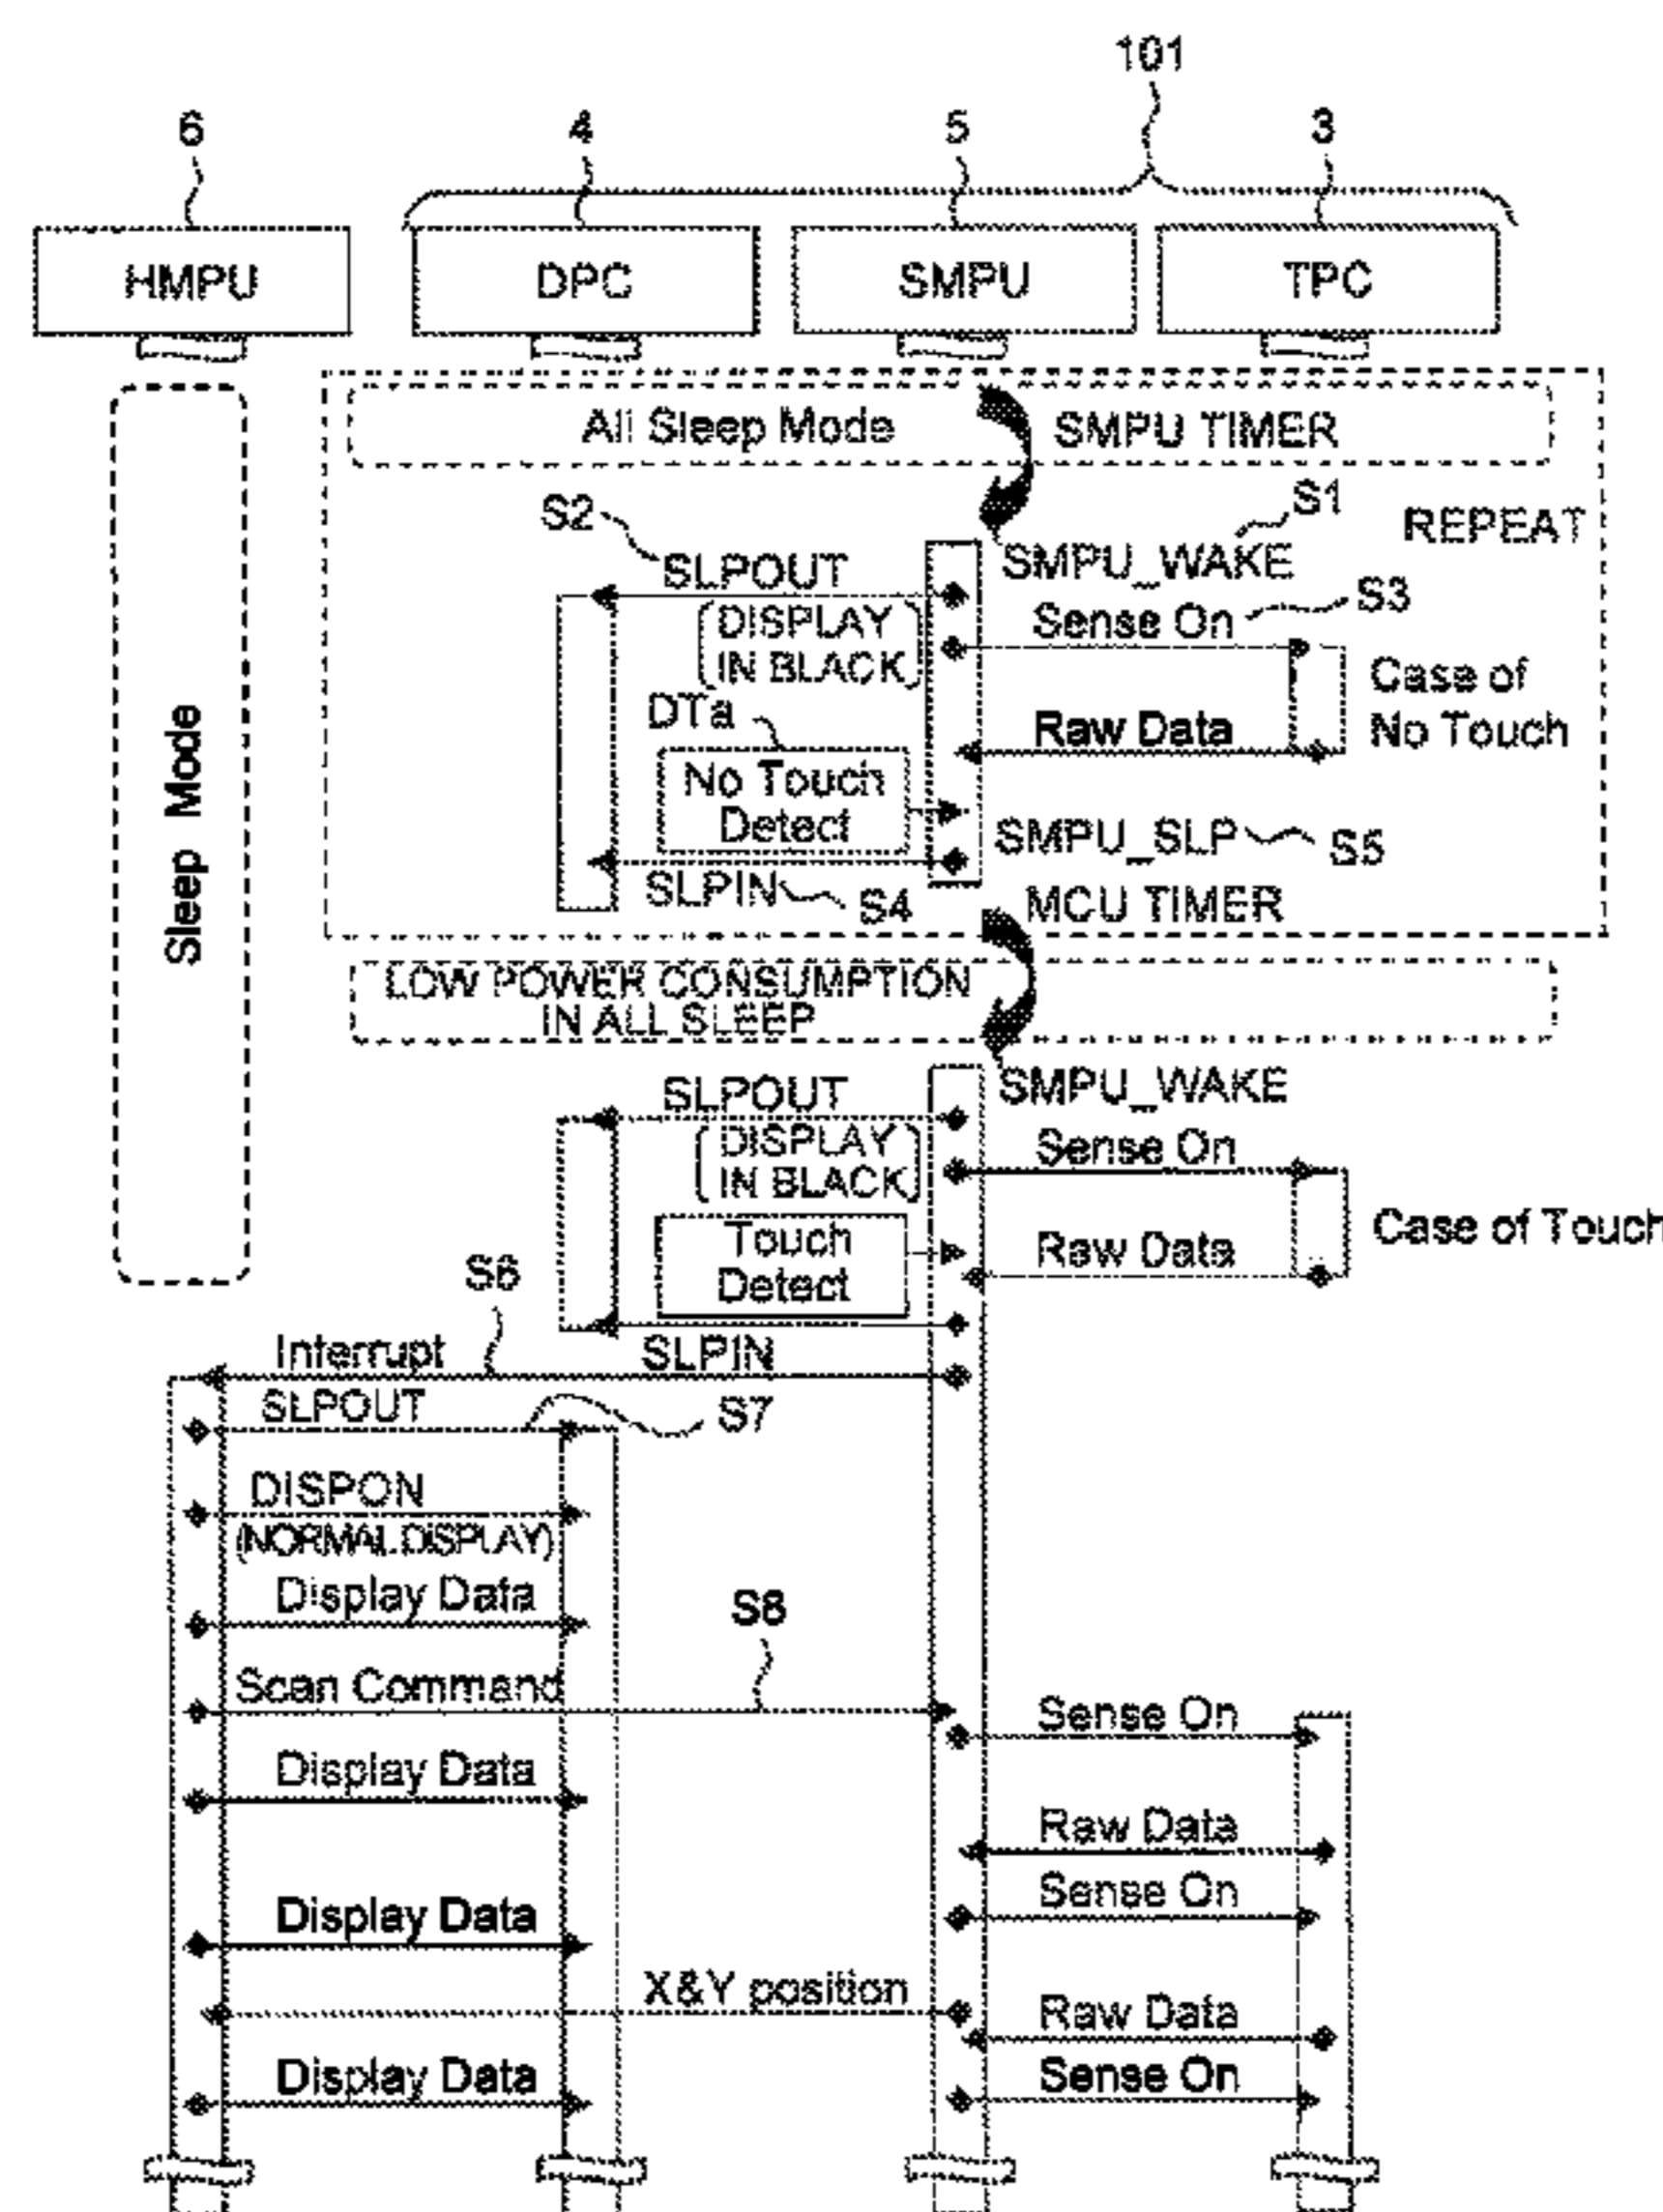 101
6
4
5
3
HMPU
DPC
SMPU
TPC
All Sleep Mode
SMPU TIMER
S2
S1
REPEAT
SLPOUT
SMPU_WAKE
(DISPLAY
IN BLACK)
Sense On
S3
DTa
Case of
No Touch
Raw Data
No Touch
Detect
SMPU_SLP
S5
SLPIN
S4
MCU TIMER
Sleep Mode
LOW POWER CONSUMPTION
IN ALL SLEEP
SLPOUT
SMPU_WAKE
(DISPLAY
IN BLACK)
Sense On
Touch
Detect
Raw Data
Case of Touch
S6
Interrupt
SLPIN
SLPOUT
S7
DISPON
(NORMAL DISPLAY)
Display Data
S8
Scan Command
Sense On
Display Data
Raw Data
Sense On
Display Data
X&Y position
Raw Data
Display Data
Sense On